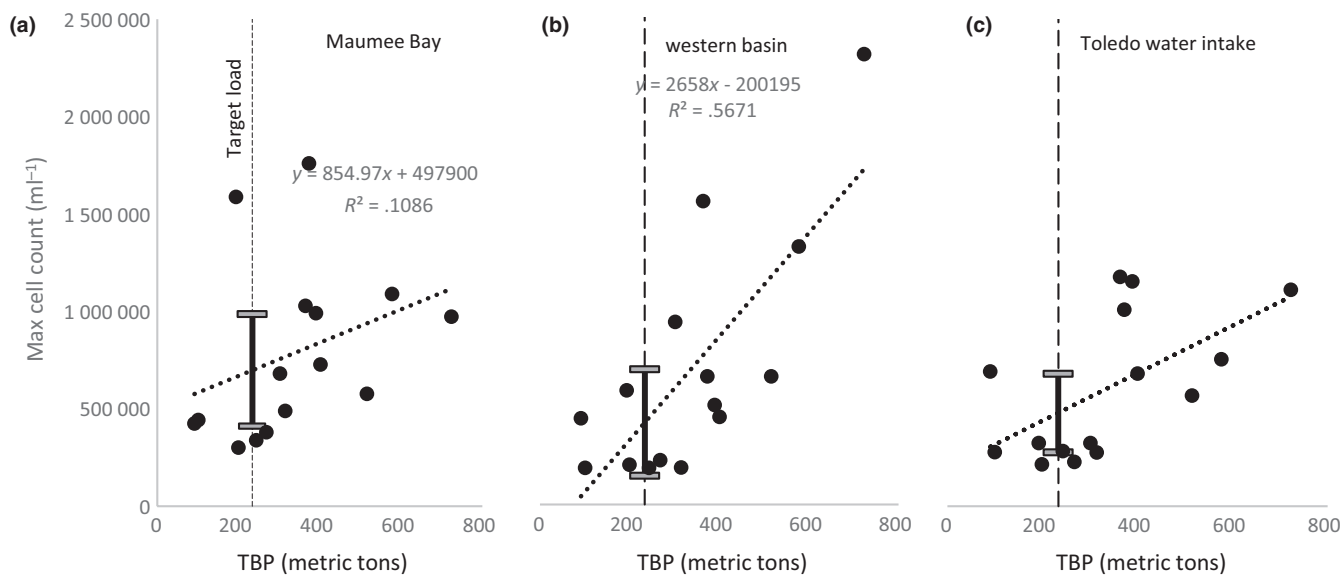 (a)
Maumee Bay
Target load
y = 854.97x + 497900
R² = .1086
Max cell count (ml⁻¹)
2 500 000
2 000 000
1 500 000
1 000 000
500 000
0
0 200 400 600 800
TBP (metric tons)
(b)
western basin
y = 2658x - 200195
R² = .5671
0 200 400 600 800
TBP (metric tons)
(c)
Toledo water intake
0 200 400 600 800
TBP (metric tons)